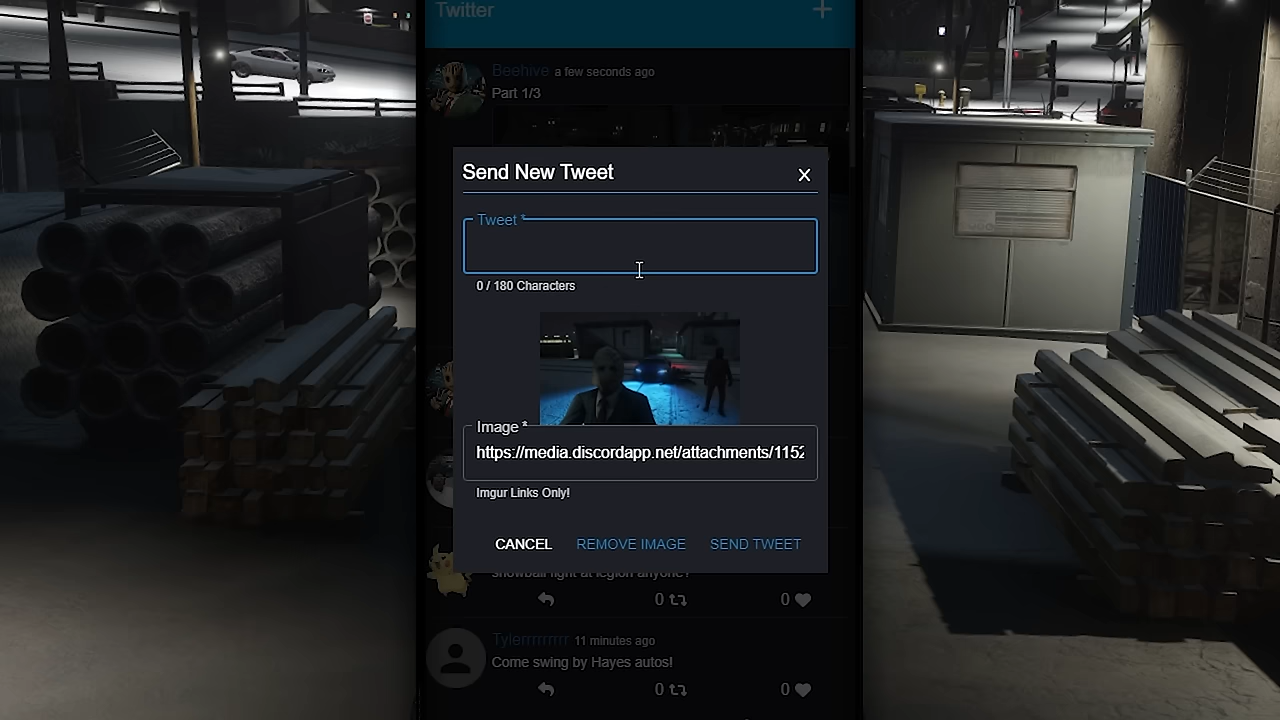 Twitter
Beehive a few seconds ago
Part 1/3
Send New Tweet
Tweet *
0 / 180 Characters
Image *
https://media.discordapp.net/attachments/1152
Imgur Links Only!
CANCEL REMOVE IMAGE SEND TWEET
snowball fight at legion anyone?
0 0
Tylerrrrrrrrr 11 minutes ago
Come swing by Hayes autos!
0 0